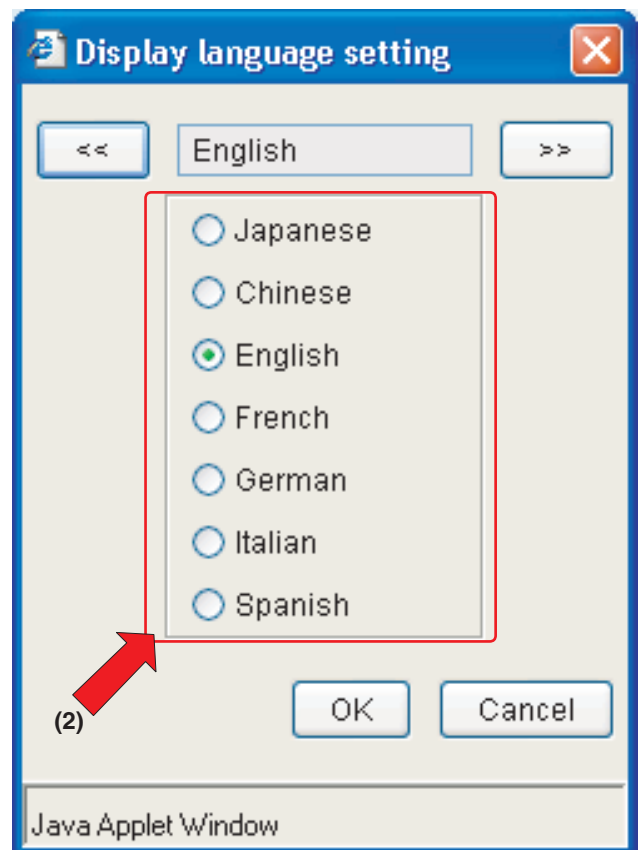 Display language setting
<< English >>
Japanese
Chinese
English
French
German
Italian
Spanish
(2)
OK Cancel
Java Applet Window